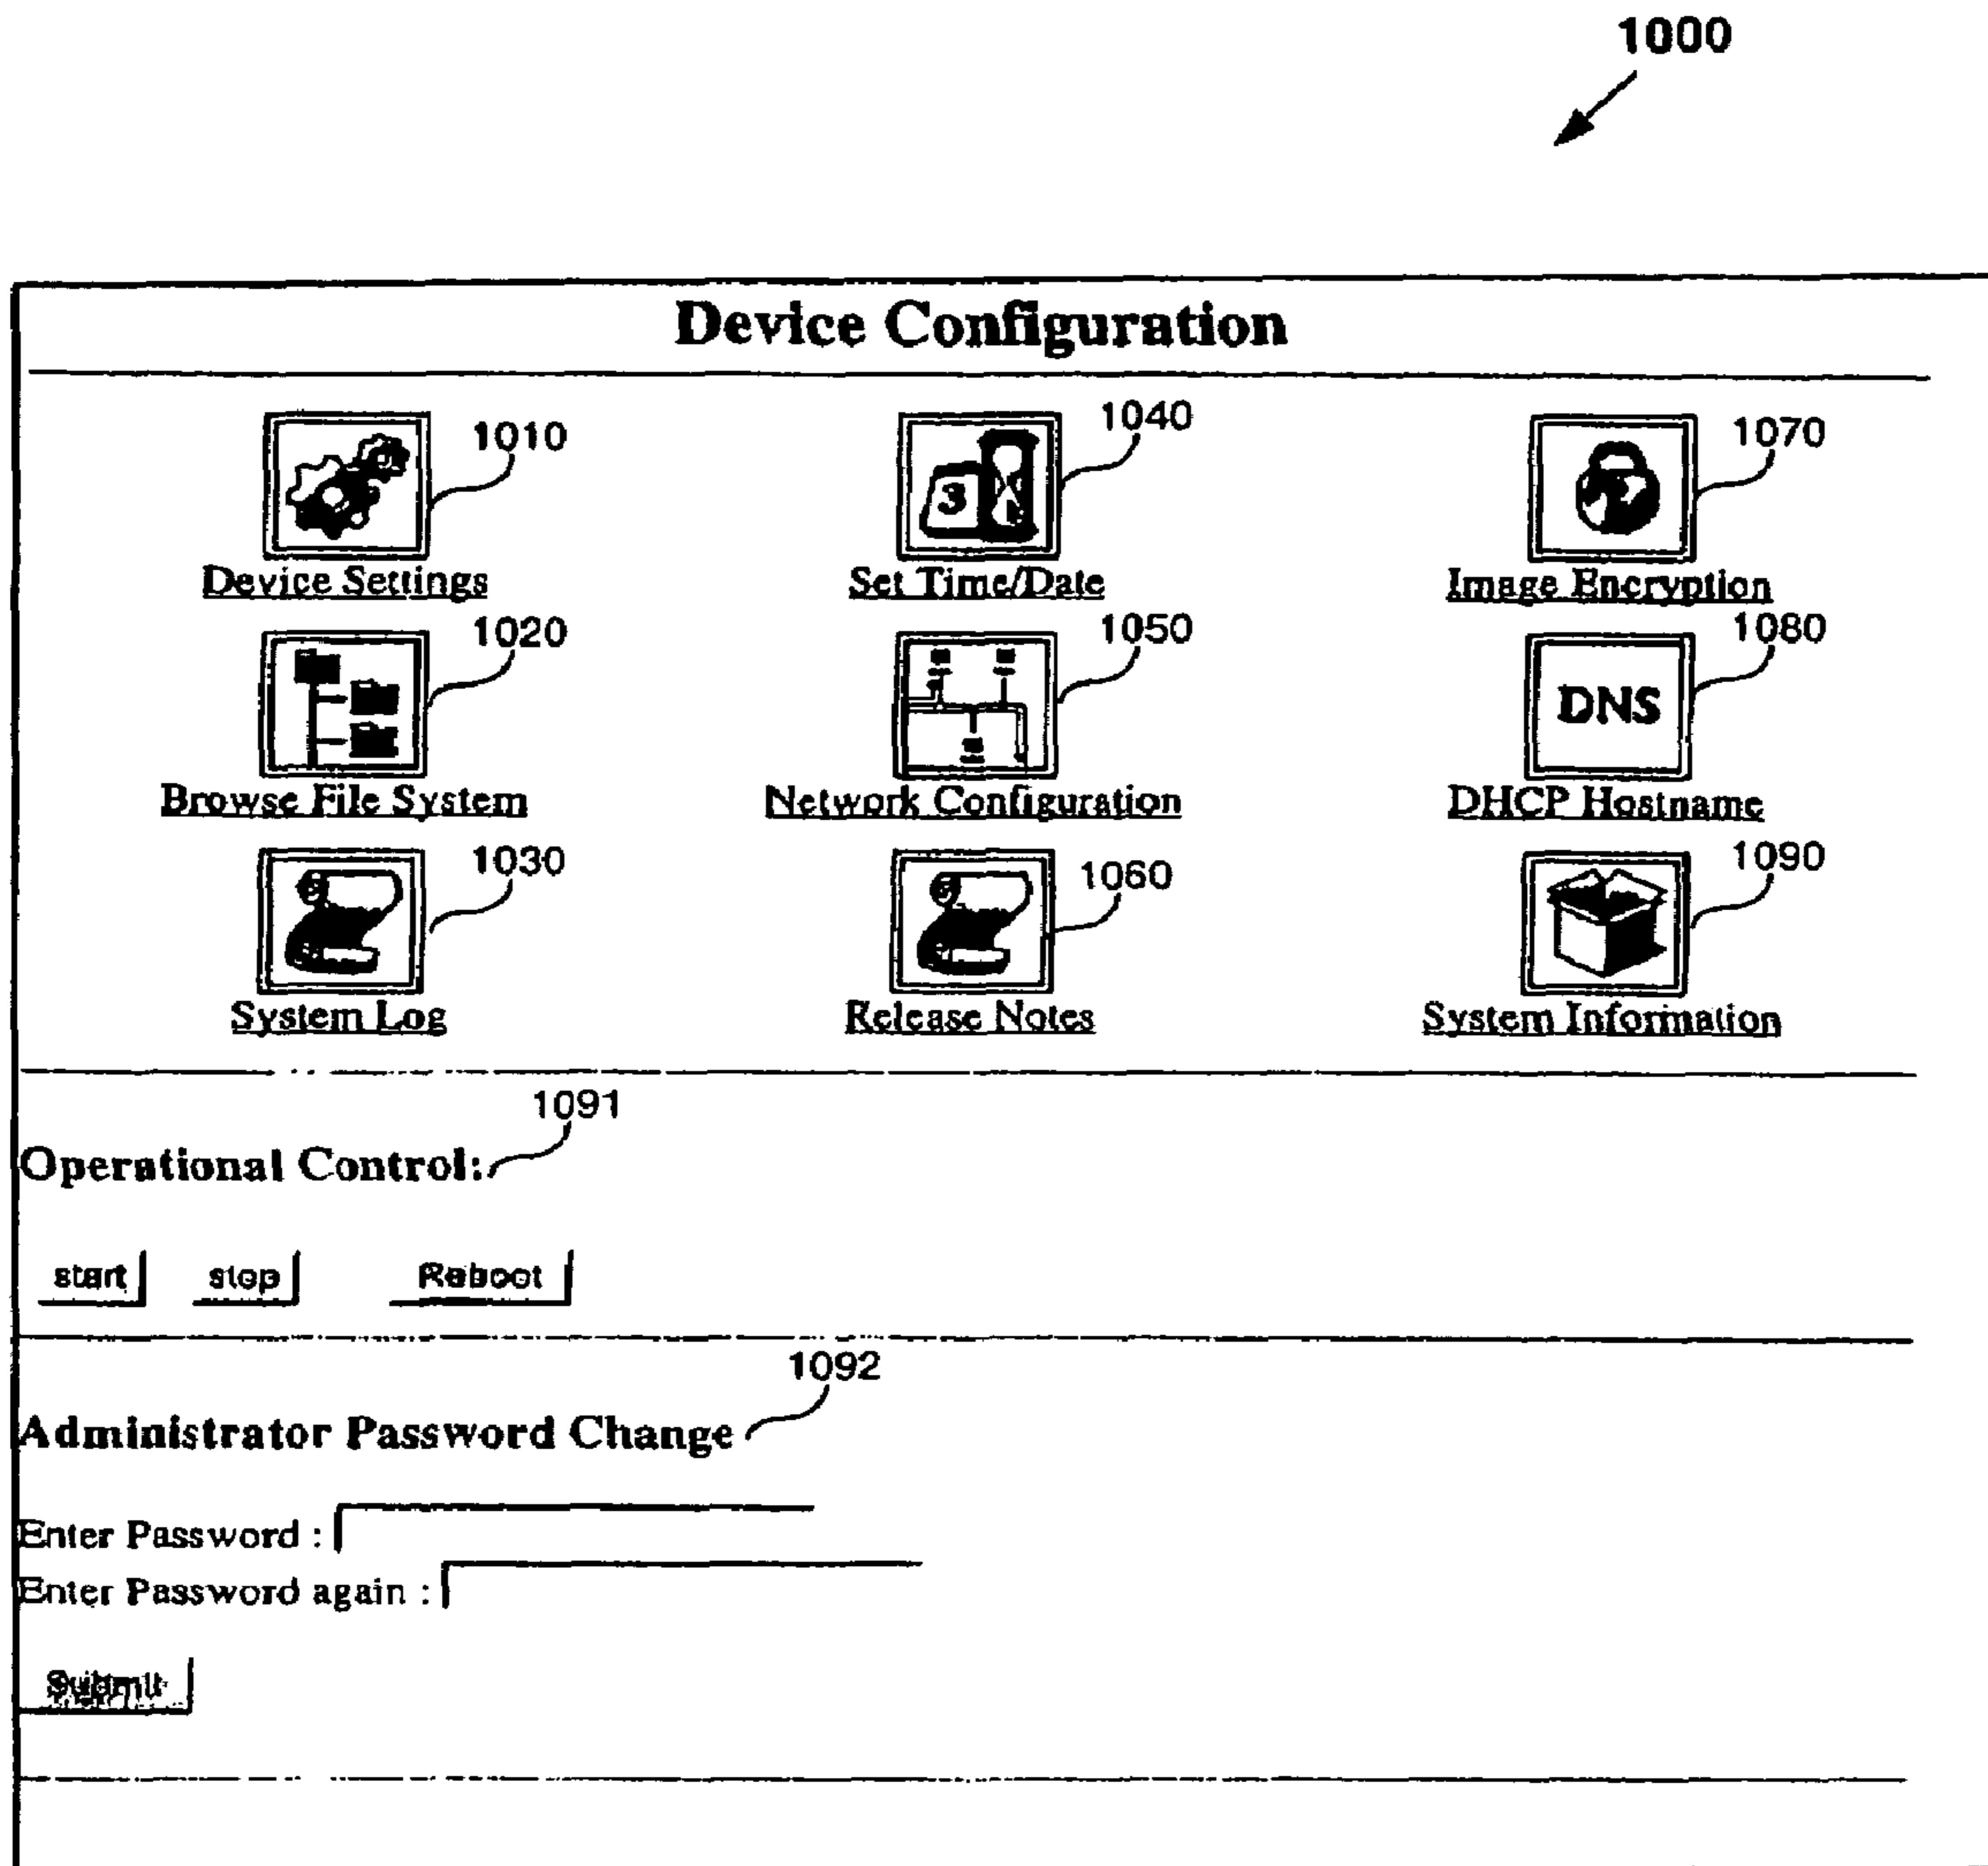 1000
Device Configuration
1010 1040 1070
3
Device Settings Set Time/Date Image Encryption
1020 1050 1080
DNS
Browse File System Network Configuration DHCP Hostname
1030 1060 1090
System Log Release Notes System Information
1091
Operational Control:
start stop Reboot
1092
Administrator Password Change
Enter Password :
Enter Password again :
Submit